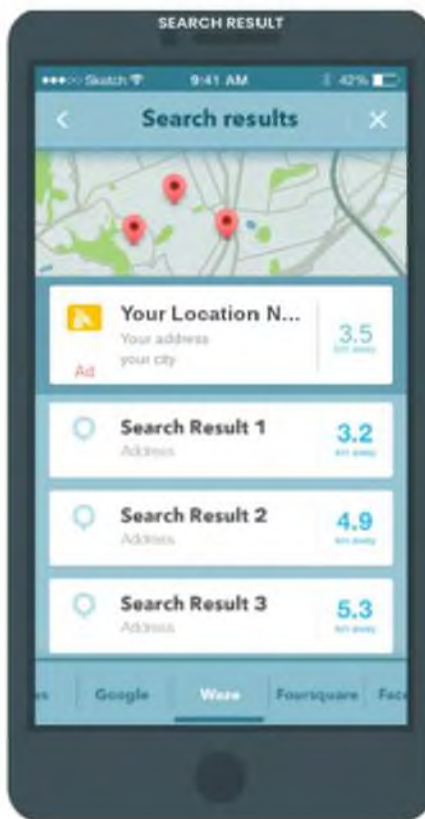 SEARCH RESULT
Sketch 9:41 AM 42%
Search results
Your Location N...
Your address
your city
Ad
3.5
km away
Search Result 1
Address
3.2
km away
Search Result 2
Address
4.9
km away
Search Result 3
Address
5.3
km away
es Google Waze Foursquare Face